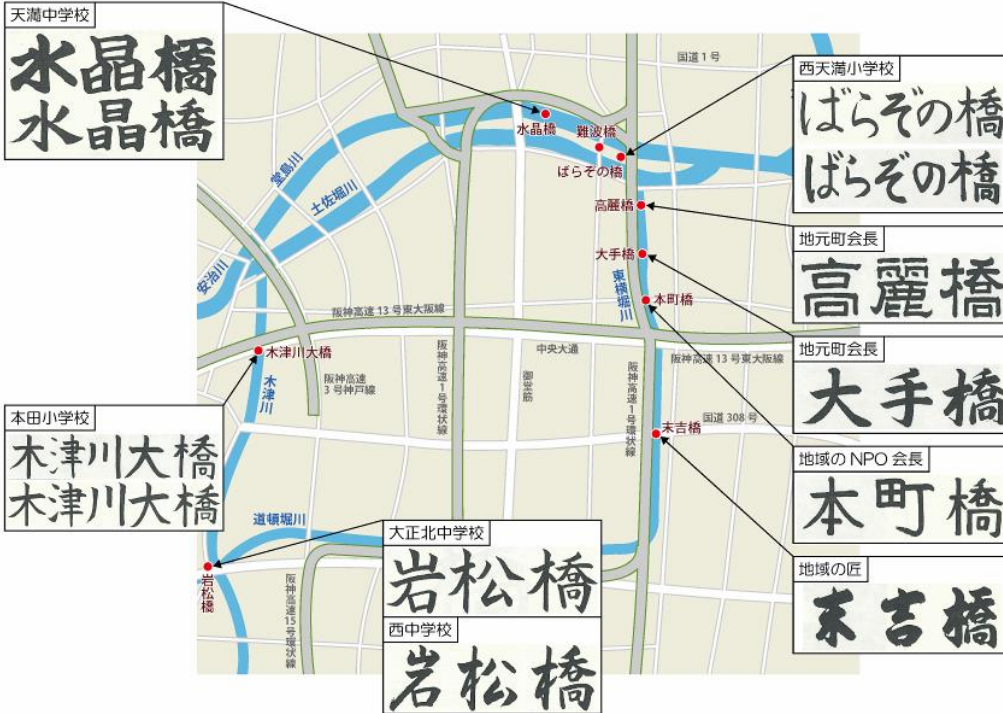 天満中学校
水晶橋
水晶橋
国道1号
西天満小学校
ばらぞの橋
ばらぞの橋
水晶橋
難波橋
ばらぞの橋
堂島川
土佐堀川
高麗橋
地元町会長
高麗橋
大手橋
安治川
東横堀川
本町橋
地元町会長
大手橋
阪神高速13号東大阪線
木津川大橋
中央大通
阪神高速13号東大阪線
阪神高速
3号神戸線
阪神高速1号環状線
御堂筋
阪神高速1号環状線
木津川
本田小学校
木津川大橋
木津川大橋
国道308号
末吉橋
地域のNPO会長
本町橋
道頓堀川
大正北中学校
岩松橋
西中学校
岩松橋
岩松橋
阪神高速15号環状線
地域の匠
末吉橋